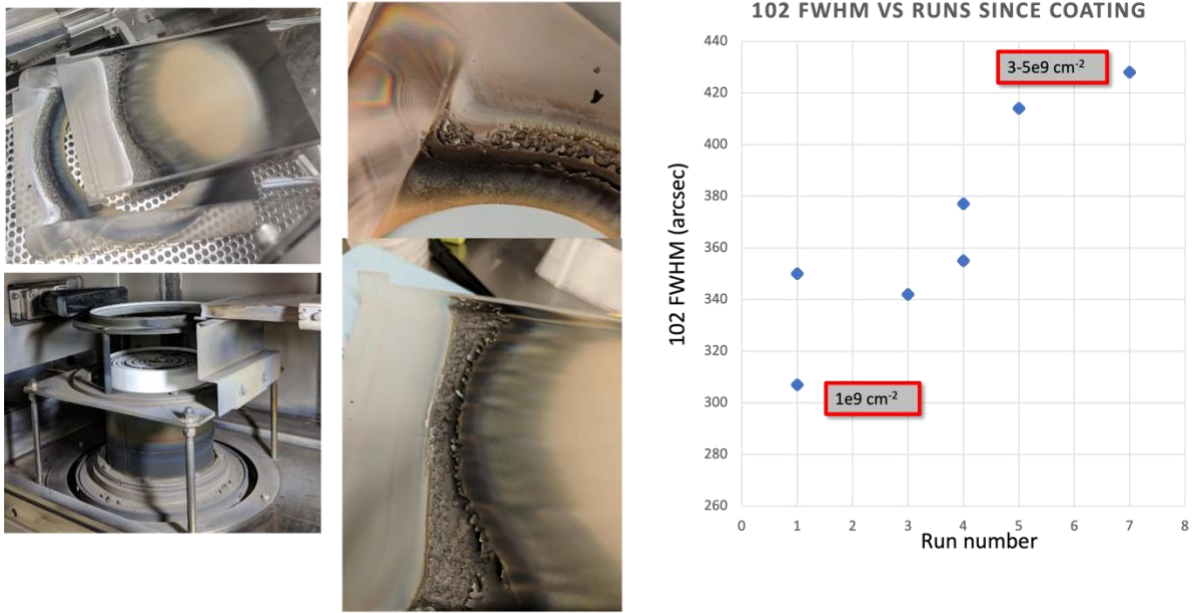 102 FWHM VS RUNS SINCE COATING
440
420
400
380
360
340
320
300
280
260
102 FWHM (arcsec)
3-5e9 cm⁻²
1e9 cm⁻²
0 1 2 3 4 5 6 7 8
Run number